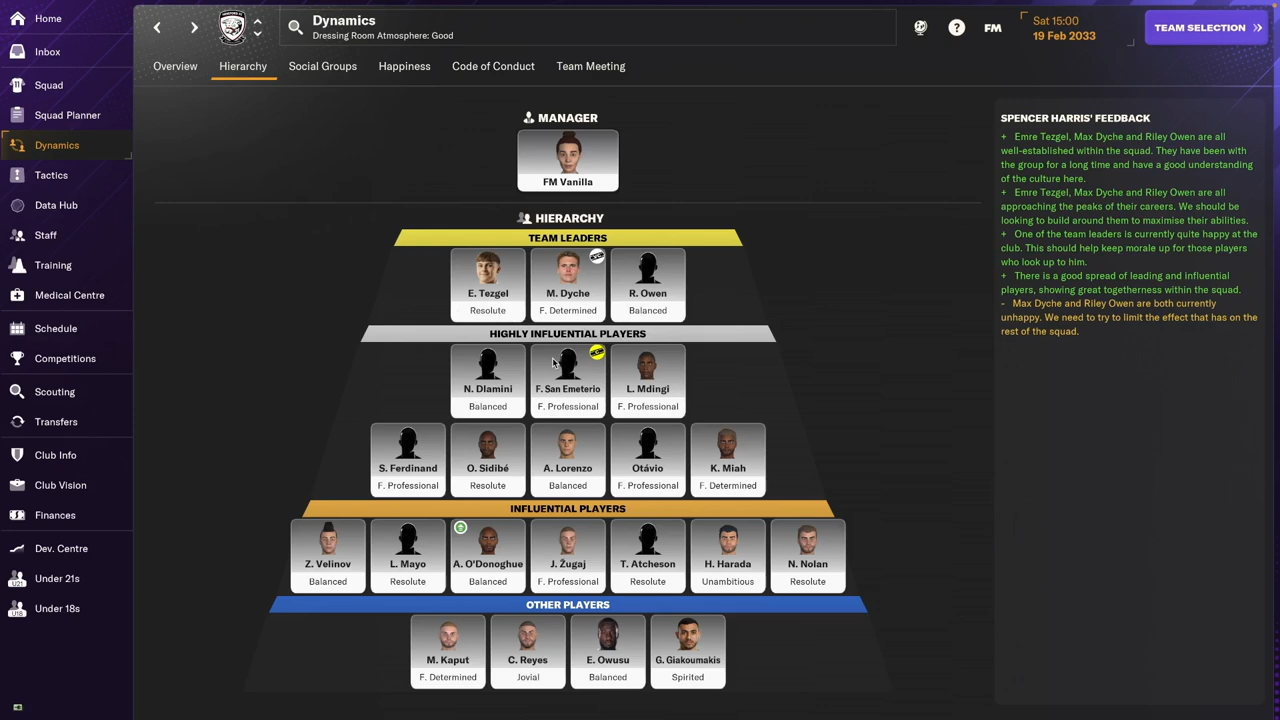 Home
Inbox
Squad
Squad Planner
Dynamics
Tactics
Data Hub
Staff
Training
Medical Centre
Schedule
Competitions
Scouting
Transfers
Club Info
Club Vision
Finances
Dev. Centre
Under 21s
Under 18s
Dynamics
Dressing Room Atmosphere: Good
FM
Sat 15:00
19 Feb 2033
TEAM SELECTION
Overview Hierarchy Social Groups Happiness Code of Conduct Team Meeting
MANAGER
FM Vanilla
HIERARCHY
TEAM LEADERS
E. Tezgel M. Dyche R. Owen
Resolute F. Determined Balanced
HIGHLY INFLUENTIAL PLAYERS
N. Dlamini F. San Emeterio L. Mdingi
Balanced F. Professional F. Professional
S. Ferdinand O. Sidibé A. Lorenzo Otávio K. Miah
F. Professional Resolute Balanced F. Professional F. Determined
INFLUENTIAL PLAYERS
Z. Velinov L. Mayo A. O'Donoghue J. Žugaj T. Atcheson H. Harada N. Nolan
Balanced Resolute Balanced F. Professional Resolute Unambitious Resolute
OTHER PLAYERS
M. Kaput C. Reyes E. Owusu G. Giakoumakis
F. Determined Jovial Balanced Spirited
SPENCER HARRIS' FEEDBACK
+ Emre Tezgel, Max Dyche and Riley Owen are all
well-established within the squad. They have been with
the group for a long time and have a good understanding
of the culture here.
+ Emre Tezgel, Max Dyche and Riley Owen are all
approaching the peaks of their careers. We should be
looking to build around them to maximise their abilities.
+ One of the team leaders is currently quite happy at the
club. This should help keep morale up for those players
who look up to him.
+ There is a good spread of leading and influential
players, showing great togetherness within the squad.
- Max Dyche and Riley Owen are both currently
unhappy. We need to try to limit the effect that has on the
rest of the squad.